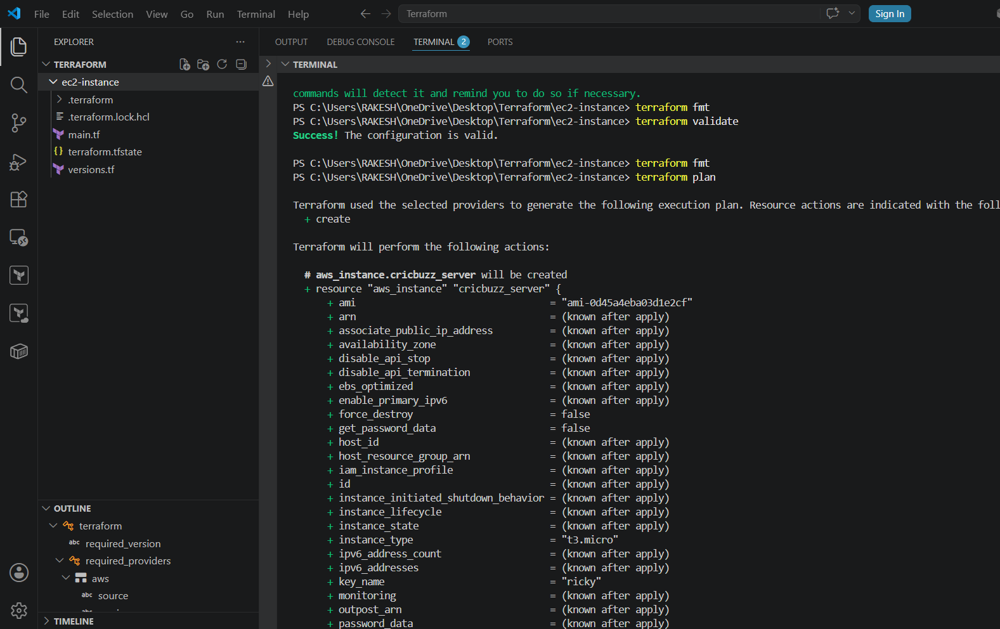 File Edit Selection View Go Run Terminal Help
Terraform
Sign In
EXPLORER
TERRAFORM
ec2-instance
.terraform
.terraform.lock.hcl
main.tf
terraform.tfstate
versions.tf
OUTLINE
terraform
abc required_version
required_providers
aws
abc source
TIMELINE
OUTPUT DEBUG CONSOLE TERMINAL 2 PORTS
TERMINAL
commands will detect it and remind you to do so if necessary.
PS C:\Users\RAKESH\OneDrive\Desktop\Terraform\ec2-instance> terraform fmt
PS C:\Users\RAKESH\OneDrive\Desktop\Terraform\ec2-instance> terraform validate
Success! The configuration is valid.
PS C:\Users\RAKESH\OneDrive\Desktop\Terraform\ec2-instance> terraform fmt
PS C:\Users\RAKESH\OneDrive\Desktop\Terraform\ec2-instance> terraform plan
Terraform used the selected providers to generate the following execution plan. Resource actions are indicated with the foll
+ create
Terraform will perform the following actions:
# aws_instance.cricbuzz_server will be created
+ resource "aws_instance" "cricbuzz_server" {
+ ami = "ami-0d45a4eba03d1e2cf"
+ arn = (known after apply)
+ associate_public_ip_address = (known after apply)
+ availability_zone = (known after apply)
+ disable_api_stop = (known after apply)
+ disable_api_termination = (known after apply)
+ ebs_optimized = (known after apply)
+ enable_primary_ipv6 = (known after apply)
+ force_destroy = false
+ get_password_data = false
+ host_id = (known after apply)
+ host_resource_group_arn = (known after apply)
+ iam_instance_profile = (known after apply)
+ id = (known after apply)
+ instance_initiated_shutdown_behavior = (known after apply)
+ instance_lifecycle = (known after apply)
+ instance_state = (known after apply)
+ instance_type = "t3.micro"
+ ipv6_address_count = (known after apply)
+ ipv6_addresses = (known after apply)
+ key_name = "ricky"
+ monitoring = (known after apply)
+ outpost_arn = (known after apply)
+ password_data = (known after apply)